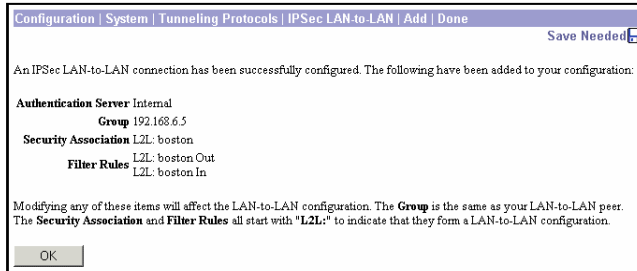 Configuration | System | Tunneling Protocols | IPSec LAN-to-LAN | Add | Done
Save Needed
An IPSec LAN-to-LAN connection has been successfully configured. The following have been added to your configuration:
Authentication Server Internal
Group 192.168.6.5
Security Association L2L: boston
Filter Rules L2L: boston Out
L2L: boston In
Modifying any of these items will affect the LAN-to-LAN configuration. The Group is the same as your LAN-to-LAN peer.
The Security Association and Filter Rules all start with "L2L:" to indicate that they form a LAN-to-LAN configuration.
OK